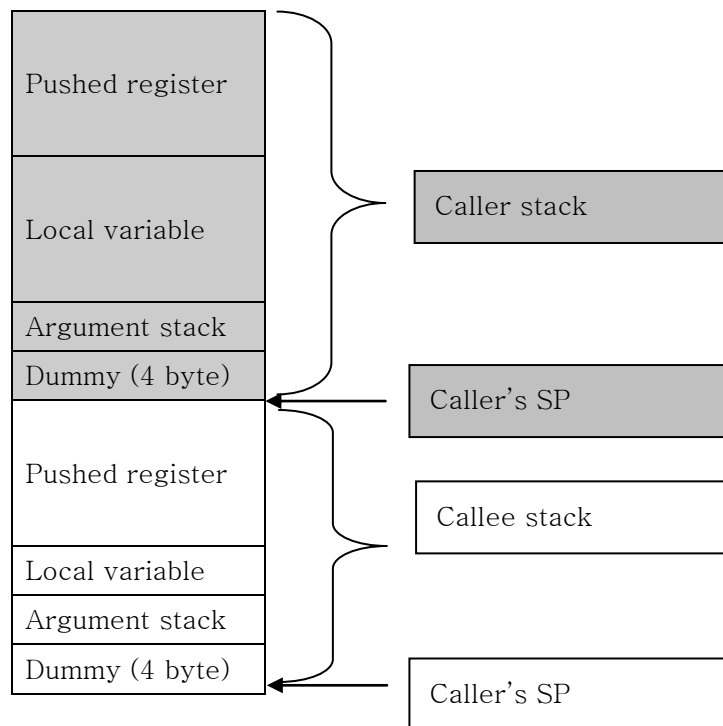 Pushed register
Local variable
Argument stack
Dummy (4 byte)
Caller stack
Caller’s SP
Pushed register
Local variable
Argument stack
Dummy (4 byte)
Callee stack
Caller’s SP